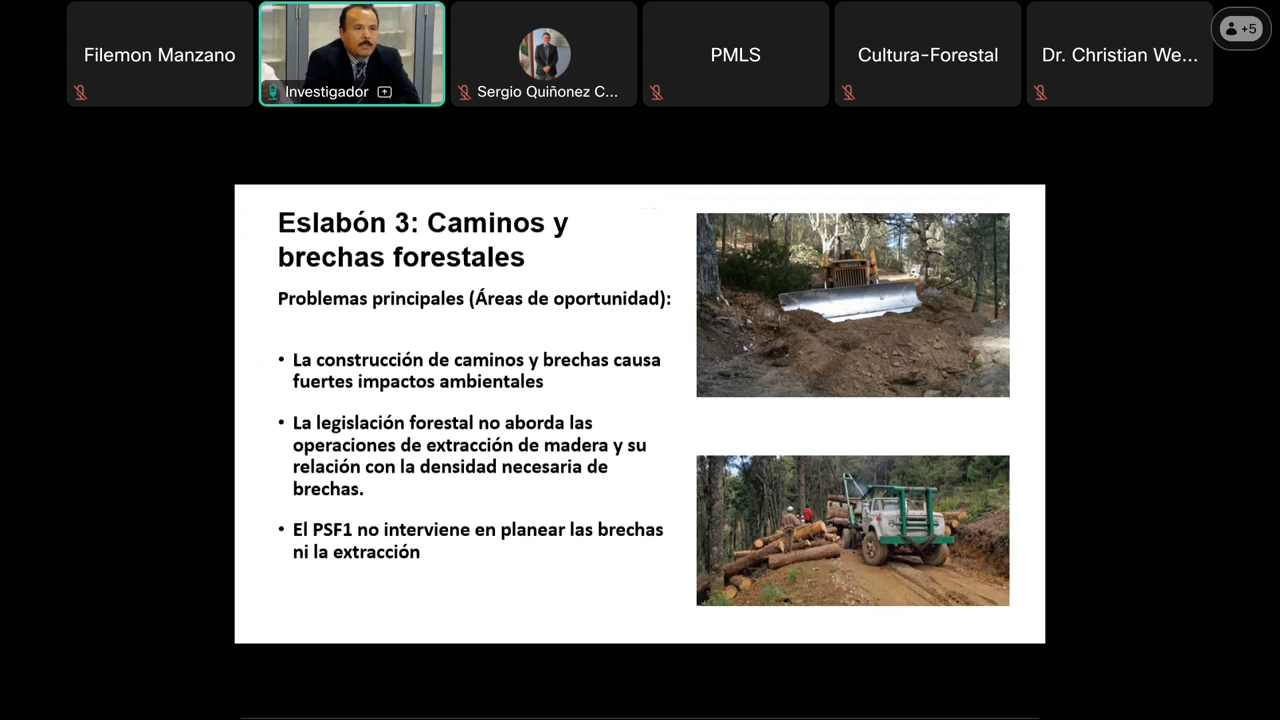 Filemon Manzano
Investigador
Sergio Quiñonez C...
PMLS
Cultura-Forestal
Dr. Christian We...
+5
Eslabón 3: Caminos y
brechas forestales
Problemas principales (Áreas de oportunidad):
• La construcción de caminos y brechas causa
fuertes impactos ambientales
• La legislación forestal no aborda las
operaciones de extracción de madera y su
relación con la densidad necesaria de
brechas.
• El PSF1 no interviene en planear las brechas
ni la extracción